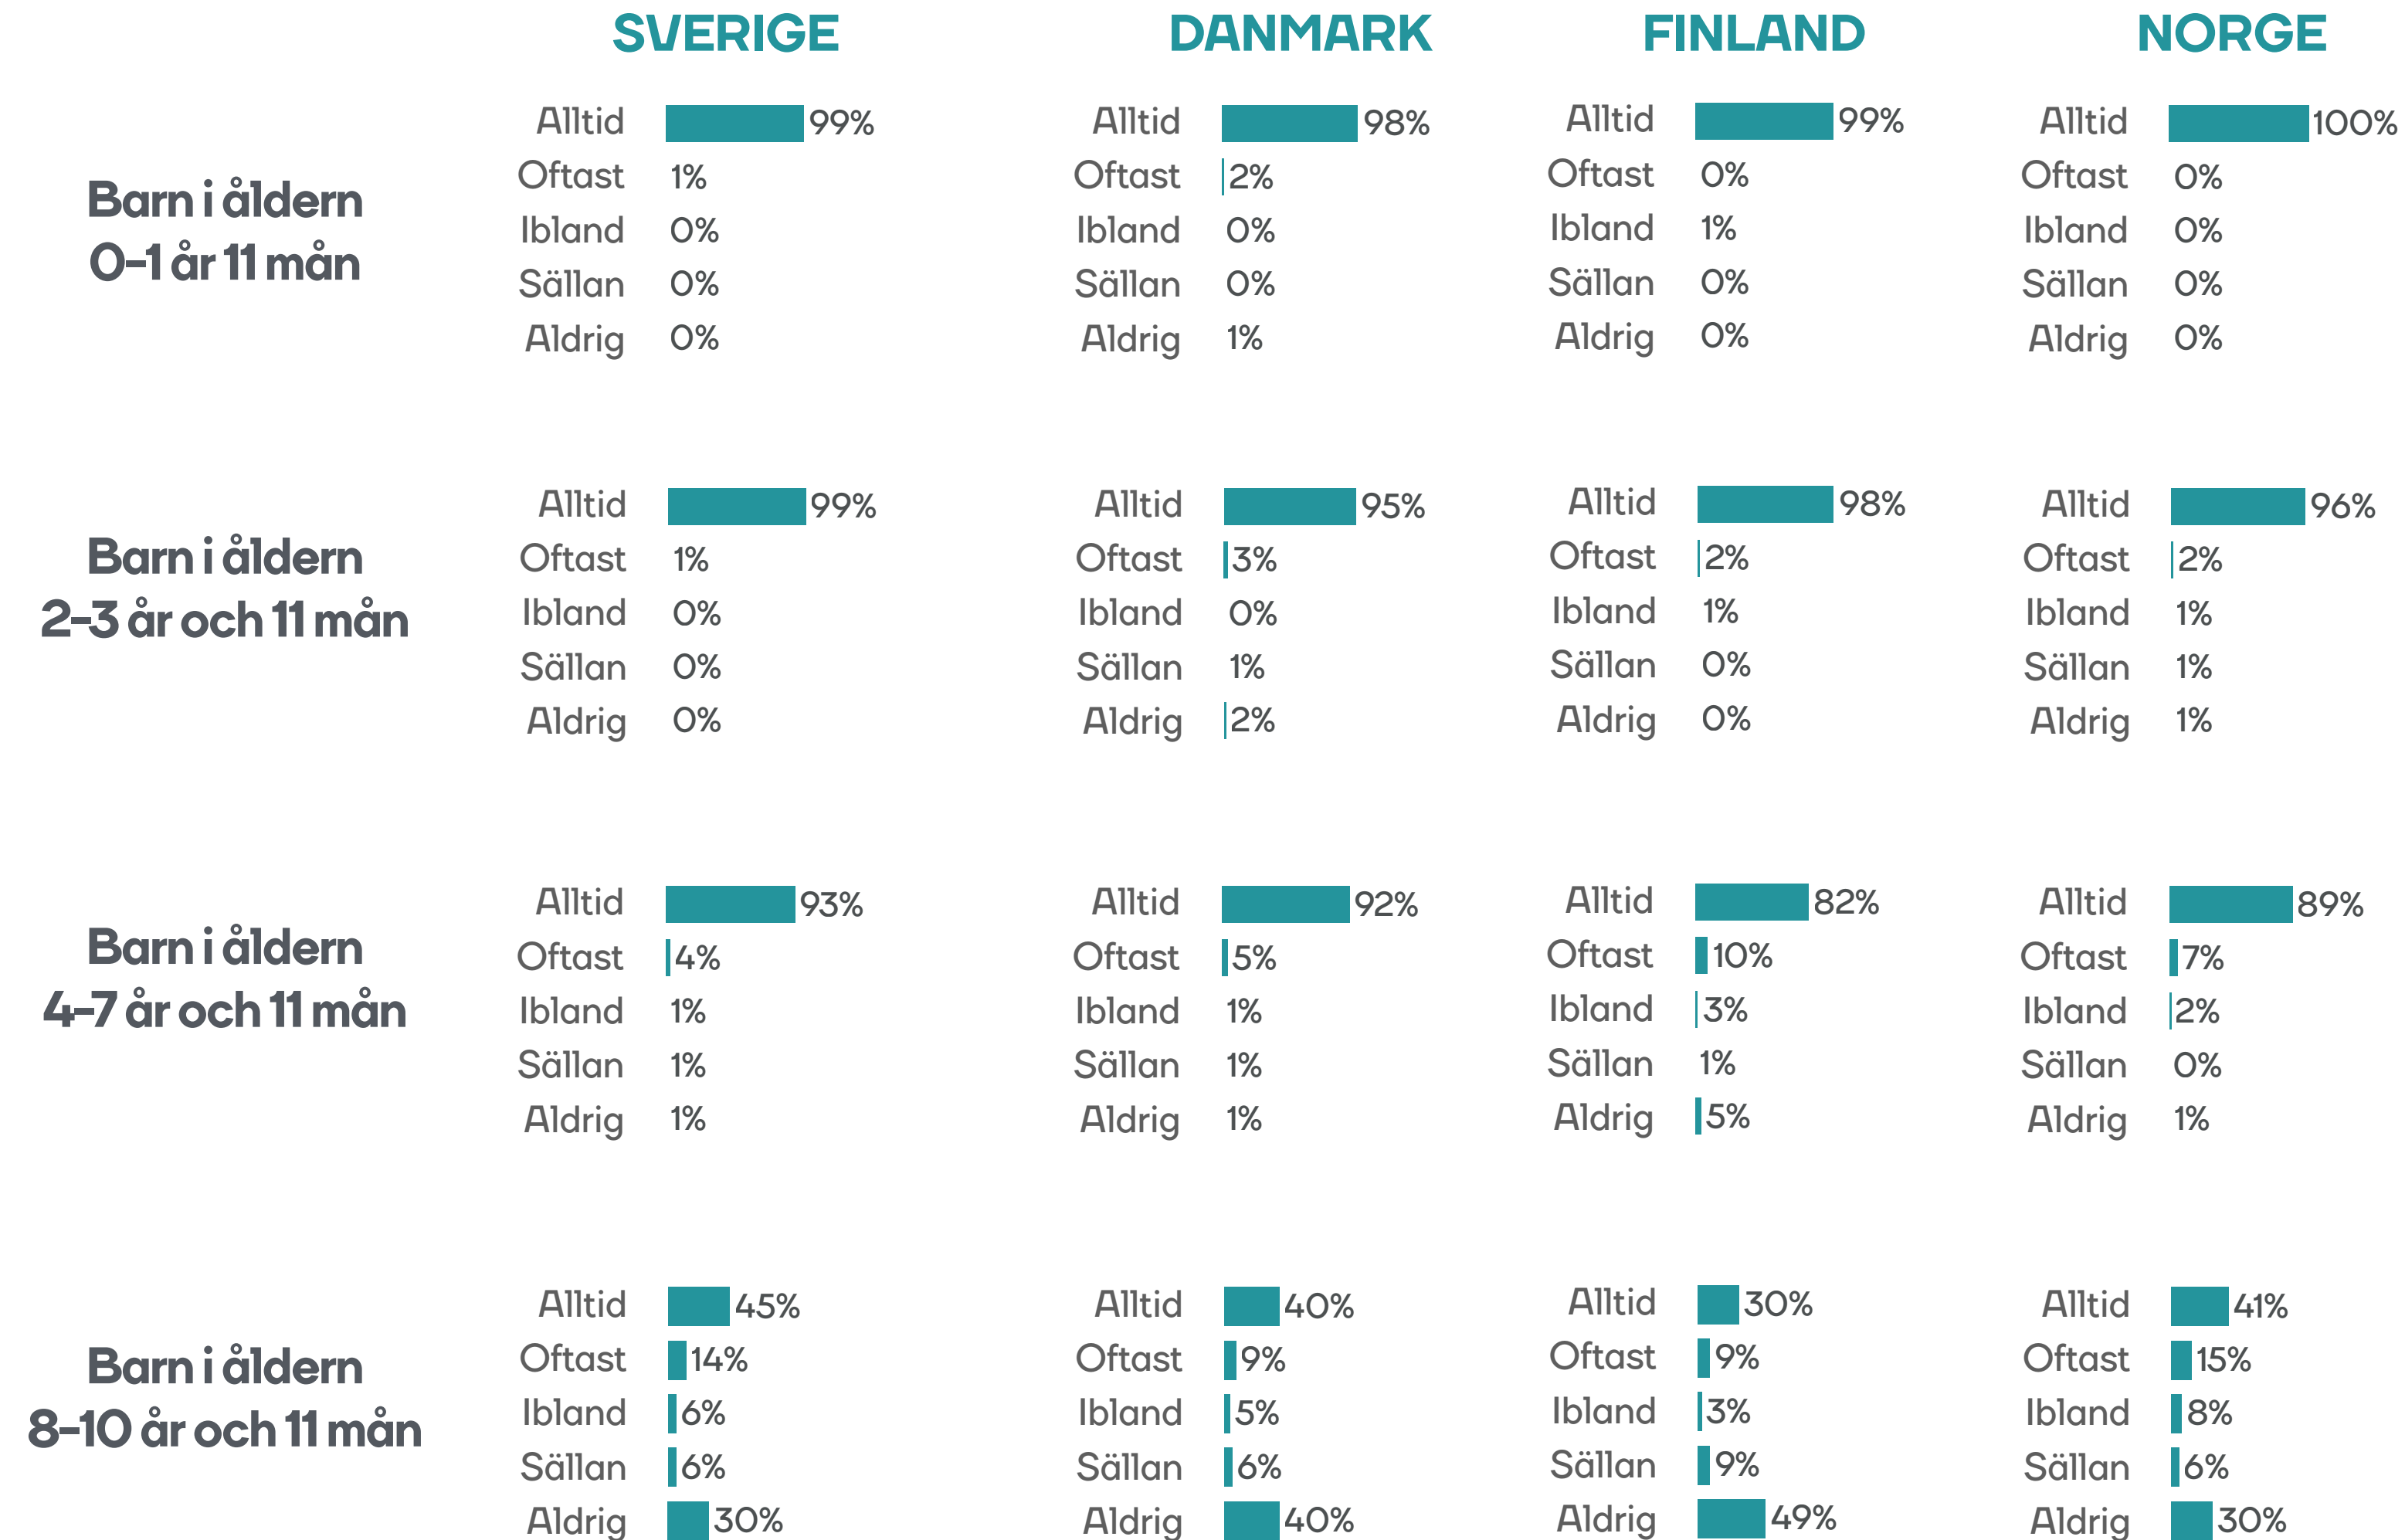 SVERIGE DANMARK FINLAND NORGE
Barn i åldern
0–1 år 11 mån
Alltid 99% Alltid 98% Alltid 99% Alltid 100%
Oftast 1% Oftast 2% Oftast 0% Oftast 0%
Ibland 0% Ibland 0% Ibland 1% Ibland 0%
Sällan 0% Sällan 0% Sällan 0% Sällan 0%
Aldrig 0% Aldrig 1% Aldrig 0% Aldrig 0%
Barn i åldern
2–3 år och 11 mån
Alltid 99% Alltid 95% Alltid 98% Alltid 96%
Oftast 1% Oftast 3% Oftast 2% Oftast 2%
Ibland 0% Ibland 0% Ibland 1% Ibland 1%
Sällan 0% Sällan 1% Sällan 0% Sällan 1%
Aldrig 0% Aldrig 2% Aldrig 0% Aldrig 1%
Barn i åldern
4–7 år och 11 mån
Alltid 93% Alltid 92% Alltid 82% Alltid 89%
Oftast 4% Oftast 5% Oftast 10% Oftast 7%
Ibland 1% Ibland 1% Ibland 3% Ibland 2%
Sällan 1% Sällan 1% Sällan 1% Sällan 0%
Aldrig 1% Aldrig 1% Aldrig 5% Aldrig 1%
Barn i åldern
8–10 år och 11 mån
Alltid 45% Alltid 40% Alltid 30% Alltid 41%
Oftast 14% Oftast 9% Oftast 9% Oftast 15%
Ibland 6% Ibland 5% Ibland 3% Ibland 8%
Sällan 6% Sällan 6% Sällan 9% Sällan 6%
Aldrig 30% Aldrig 40% Aldrig 49% Aldrig 30%